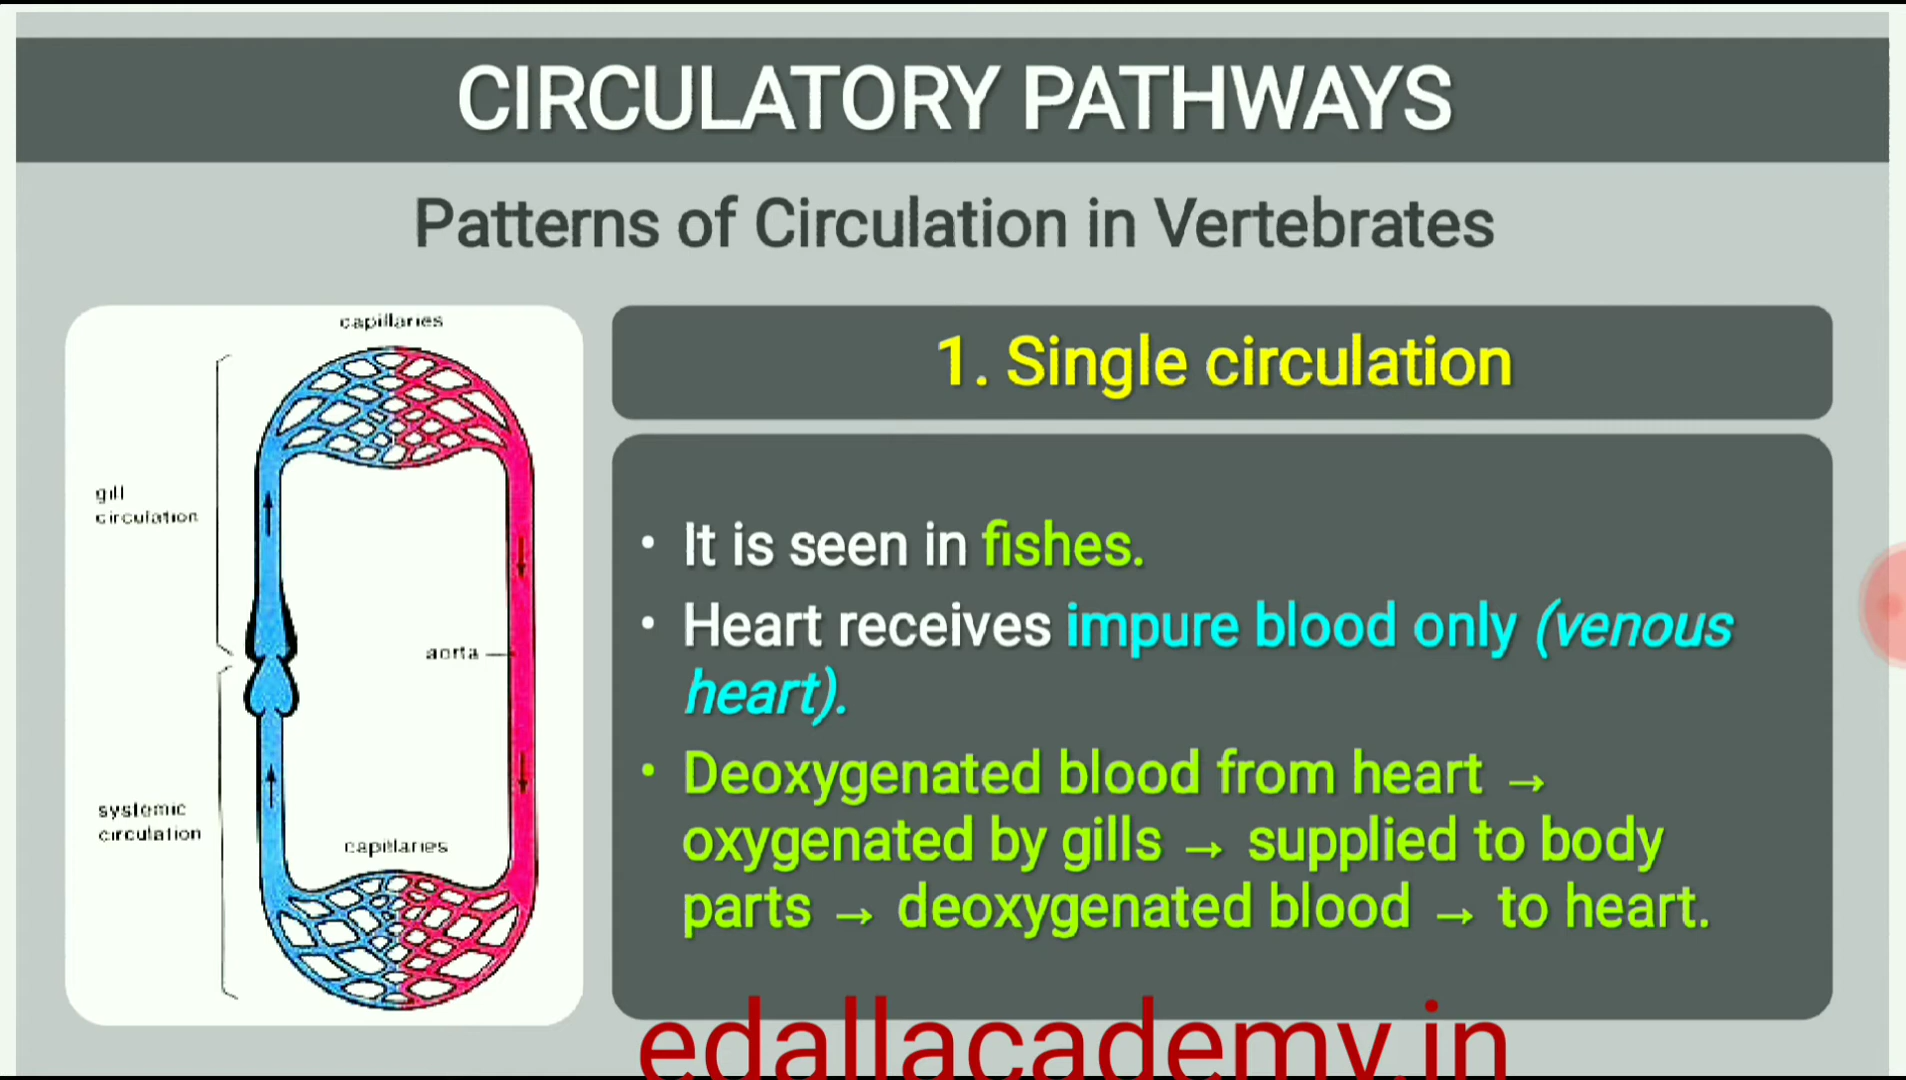 CIRCULATORY PATHWAYS
Patterns of Circulation in Vertebrates
capillaries
gill
circulation
aorta
systemic
circulation
capillaries
1. Single circulation
• It is seen in fishes.
• Heart receives impure blood only (venous
heart).
• Deoxygenated blood from heart →
oxygenated by gills → supplied to body
parts → deoxygenated blood → to heart.
edallacademy.in